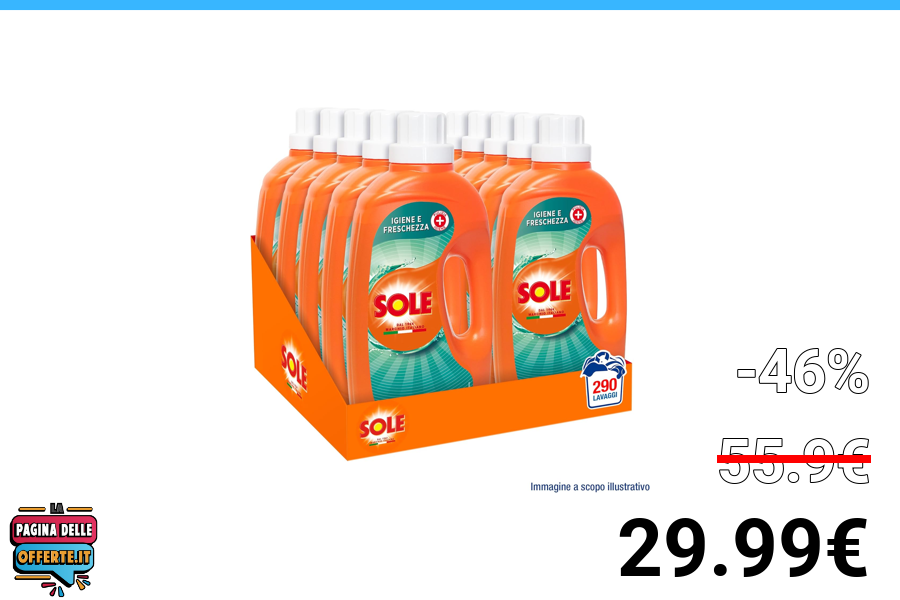 IGIENE E
FRESCHEZZA
SOLE
IGIENE E
FRESCHEZZA
SOLE
SOLE
SOLE
290
LAVAGGI
-46%
55.9€
Immagine a scopo illustrativo
29.99€
LA
PAGINA DELLE
OFFERTE.IT